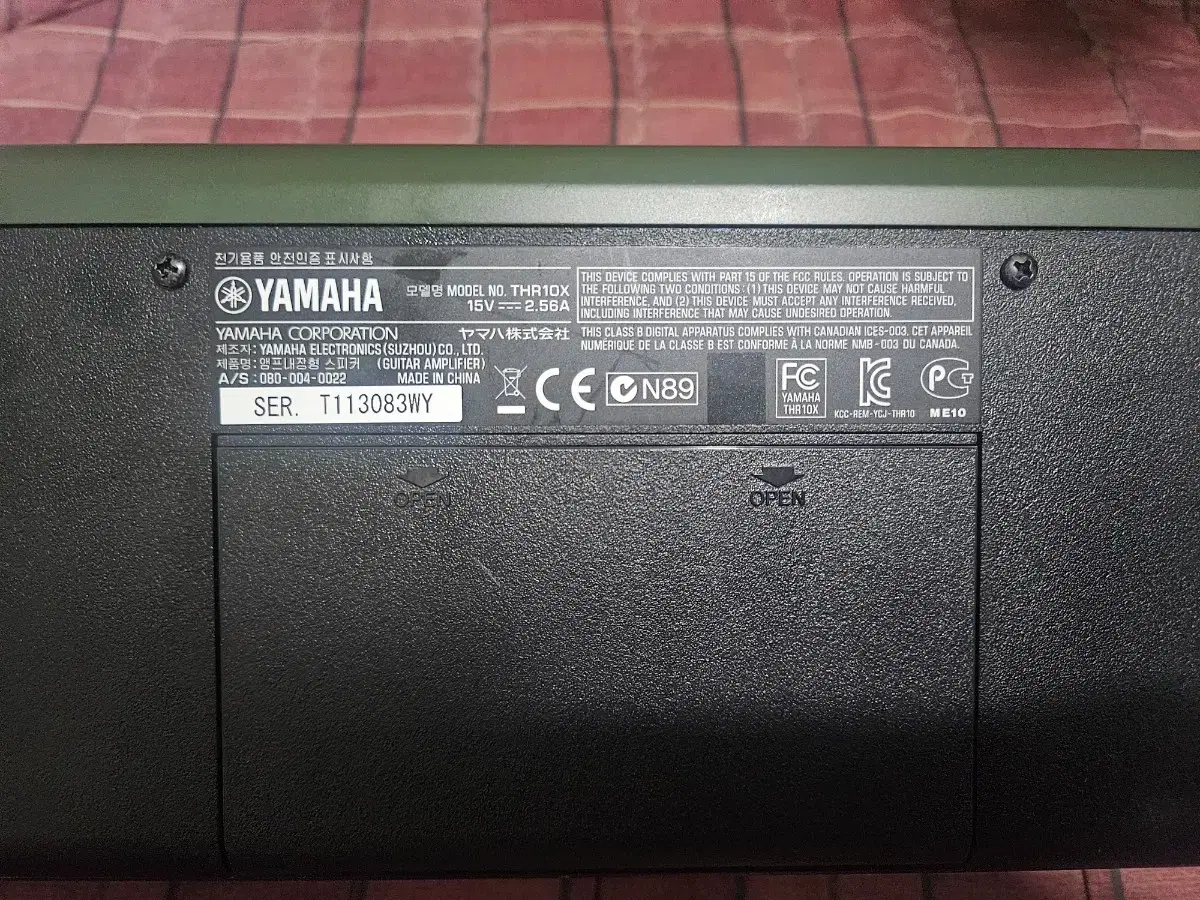 전기용품 안전인증 표시사항
YAMAHA
모델명 MODEL NO. THR10X
15V ⎓ 2.56A
YAMAHA CORPORATION ヤマハ株式会社
제조자: YAMAHA ELECTRONICS (SUZHOU) CO., LTD.
제품명: 앰프내장형 스피커 (GUITAR AMPLIFIER)
A/S : 080-004-0022 MADE IN CHINA
SER. T113083WY
THIS DEVICE COMPLIES WITH PART 15 OF THE FCC RULES. OPERATION IS SUBJECT TO
THE FOLLOWING TWO CONDITIONS : (1) THIS DEVICE MAY NOT CAUSE HARMFUL
INTERFERENCE, AND (2) THIS DEVICE MUST ACCEPT ANY INTERFERENCE RECEIVED,
INCLUDING INTERFERENCE THAT MAY CAUSE UNDESIRED OPERATION.
THIS CLASS B DIGITAL APPARATUS COMPLIES WITH CANADIAN ICES-003. CET APPAREIL
NUMÉRIQUE DE LA CLASSE B EST CONFORME À LA NORME NMB-003 DU CANADA.
CE
N89
FC
YAMAHA
THR10X
KCC-REM-YCJ-THR10
ME10
OPEN
OPEN